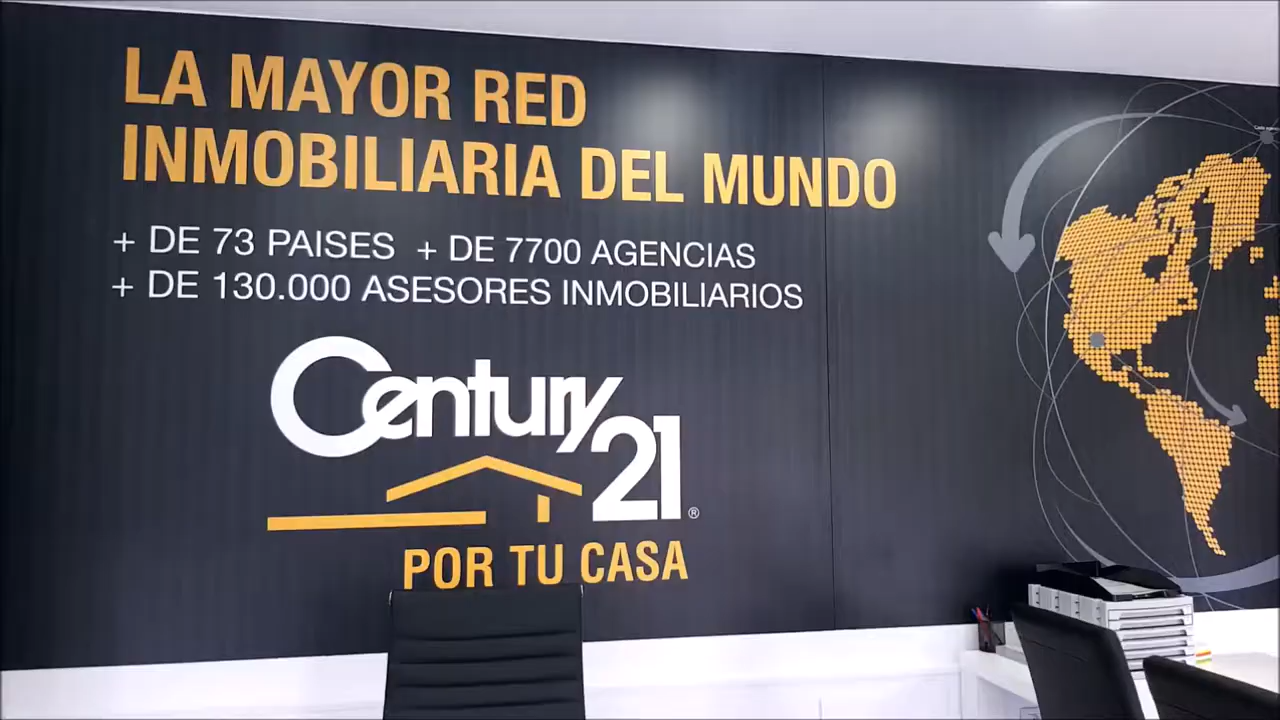 LA MAYOR RED
INMOBILIARIA DEL MUNDO
+ DE 73 PAISES + DE 7700 AGENCIAS
+ DE 130.000 ASESORES INMOBILIARIOS
Century
21®
POR TU CASA